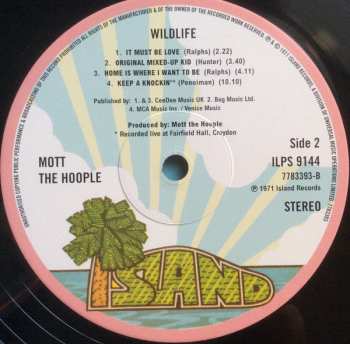 WILDLIFE
1. IT MUST BE LOVE (Ralphs) (2.22)
2. ORIGINAL MIXED-UP KID (Hunter) (3.40)
3. HOME IS WHERE I WANT TO BE (Ralphs) (4.11)
4. KEEP A KNOCKIN'* (Penniman) (10.10)
Published by: 1. & 3. CeeDee Music UK 2. Bug Music Ltd.
4. MCA Music Inc / Venice Music
Produced by: Mott the Hoople
* Recorded live at Fairfield Hall, Croydon
MOTT
THE HOOPLE
Side 2
ILPS 9144
7783393-B
℗ 1971 Island Records
STEREO
ISLAND